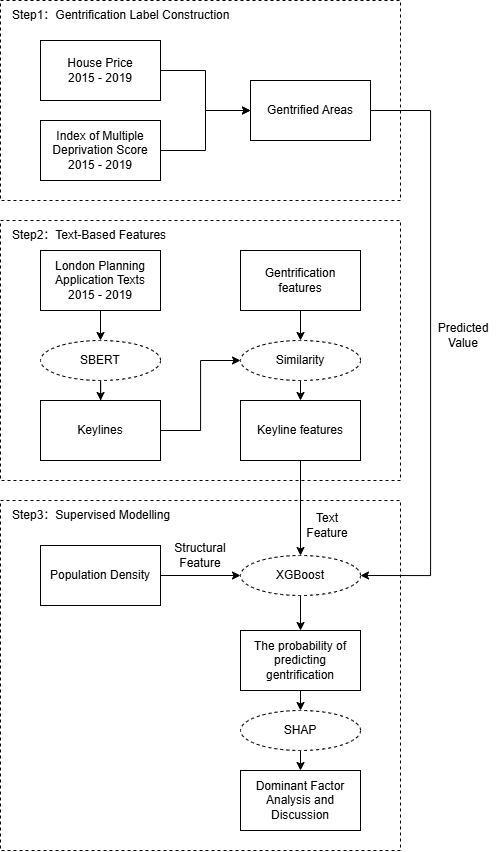 Step1: Gentrification Label Construction
House Price
2015 - 2019
Index of Multiple
Deprivation Score
2015 - 2019
Gentrified Areas
Predicted
Value
Step2: Text-Based Features
London Planning
Application Texts
2015 - 2019
Gentrification
features
SBERT
Similarity
Keylines
Keyline features
Step3: Supervised Modelling
Text
Feature
Structural
Feature
Population Density
XGBoost
The probability of
predicting
gentrification
SHAP
Dominant Factor
Analysis and
Discussion